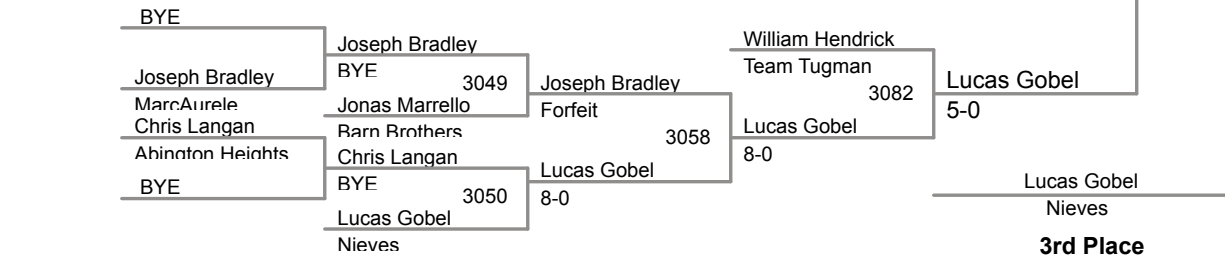 BYE
Joseph Bradley
MarcAurele
Chris Langan
Abington Heights
BYE
Joseph Bradley
BYE
3049
Jonas Marrello
Barn Brothers
Chris Langan
BYE
3050
Lucas Gobel
Nieves
Joseph Bradley
Forfeit
3058
Lucas Gobel
8-0
William Hendrick
Team Tugman
3082
Lucas Gobel
8-0
Lucas Gobel
5-0
Lucas Gobel
Nieves
3rd Place